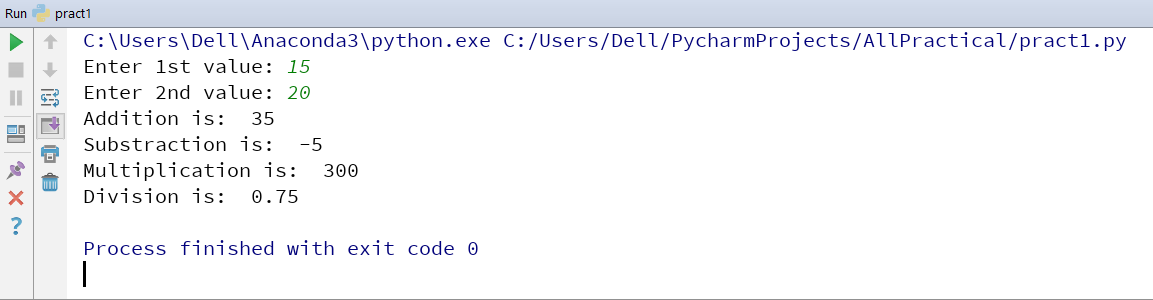 Run pract1
C:\Users\Dell\Anaconda3\python.exe C:/Users/Dell/PycharmProjects/AllPractical/pract1.py
Enter 1st value: 15
Enter 2nd value: 20
Addition is:  35
Substraction is:  -5
Multiplication is:  300
Division is:  0.75
Process finished with exit code 0